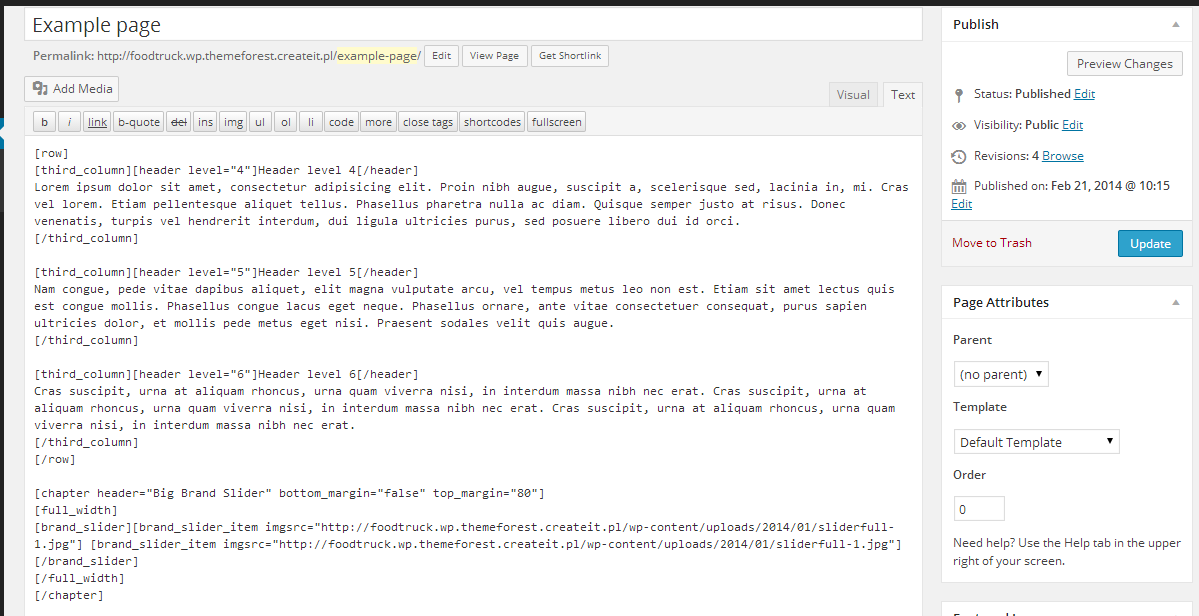 Example page
Permalink: http://foodtruck.wp.themeforest.createit.pl/example-page/ Edit View Page Get Shortlink
Add Media
Visual Text
b i link b-quote del ins img ul ol li code more close tags shortcodes fullscreen
[row]
[third_column][header level="4"]Header level 4[/header]
Lorem ipsum dolor sit amet, consectetur adipisicing elit. Proin nibh augue, suscipit a, scelerisque sed, lacinia in, mi. Cras
vel lorem. Etiam pellentesque aliquet tellus. Phasellus pharetra nulla ac diam. Quisque semper justo at risus. Donec
venenatis, turpis vel hendrerit interdum, dui ligula ultricies purus, sed posuere libero dui id orci.
[/third_column]
[third_column][header level="5"]Header level 5[/header]
Nam congue, pede vitae dapibus aliquet, elit magna vulputate arcu, vel tempus metus leo non est. Etiam sit amet lectus quis
est congue mollis. Phasellus congue lacus eget neque. Phasellus ornare, ante vitae consectetuer consequat, purus sapien
ultricies dolor, et mollis pede metus eget nisi. Praesent sodales velit quis augue.
[/third_column]
[third_column][header level="6"]Header level 6[/header]
Cras suscipit, urna at aliquam rhoncus, urna quam viverra nisi, in interdum massa nibh nec erat. Cras suscipit, urna at
aliquam rhoncus, urna quam viverra nisi, in interdum massa nibh nec erat. Cras suscipit, urna at aliquam rhoncus, urna quam
viverra nisi, in interdum massa nibh nec erat.
[/third_column]
[/row]
[chapter header="Big Brand Slider" bottom_margin="false" top_margin="80"]
[full_width]
[brand_slider][brand_slider_item imgsrc="http://foodtruck.wp.themeforest.createit.pl/wp-content/uploads/2014/01/sliderfull-
1.jpg"] [brand_slider_item imgsrc="http://foodtruck.wp.themeforest.createit.pl/wp-content/uploads/2014/01/sliderfull-1.jpg"]
[/brand_slider]
[/full_width]
[/chapter]
Publish
Preview Changes
Status: Published Edit
Visibility: Public Edit
Revisions: 4 Browse
Published on: Feb 21, 2014 @ 10:15
Edit
Move to Trash Update
Page Attributes
Parent
(no parent)
Template
Default Template
Order
0
Need help? Use the Help tab in the upper
right of your screen.